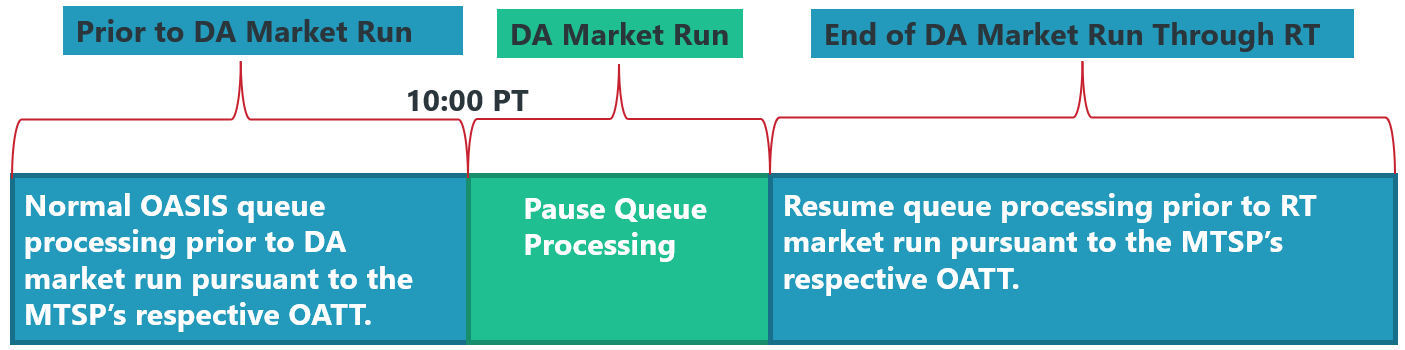 Prior to DA Market Run
DA Market Run
End of DA Market Run Through RT
10:00 PT
Normal OASIS queue
processing prior to DA
market run pursuant to the
MTSP’s respective OATT.
Pause Queue
Processing
Resume queue processing prior to RT
market run pursuant to the MTSP’s
respective OATT.